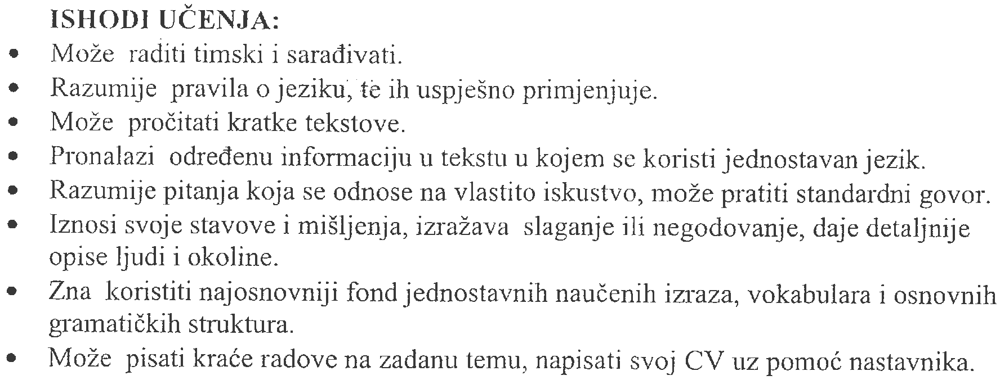 ISHODI UČENJA:
• Može raditi timski i sarađivati.
• Razumije pravila o jeziku, te ih uspješno primjenjuje.
• Može pročitati kratke tekstove.
• Pronalazi određenu informaciju u tekstu u kojem se koristi jednostavan jezik.
• Razumije pitanja koja se odnose na vlastito iskustvo, može pratiti standardni govor.
• Iznosi svoje stavove i mišljenja, izražava slaganje ili negodovanje, daje detaljnije
opise ljudi i okoline.
• Zna koristiti najosnovniji fond jednostavnih naučenih izraza, vokabulara i osnovnih
gramatičkih struktura.
• Može pisati kraće radove na zadanu temu, napisati svoj CV uz pomoć nastavnika.